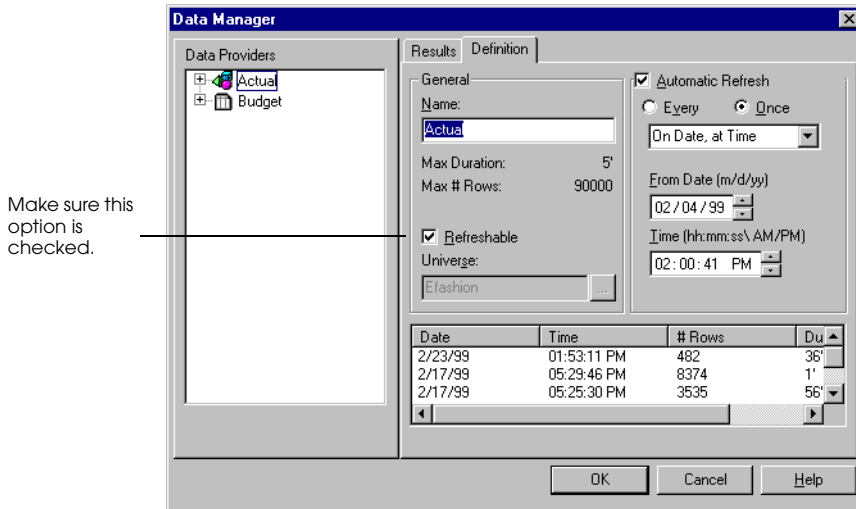 Data Manager
Data Providers
Actual
Budget
Make sure this
option is
checked.
Results Definition
General
Name:
Actual
Max Duration: 5'
Max # Rows: 90000
Refreshable
Universe:
Efashion ...
Automatic Refresh
Every Once
On Date, at Time
From Date (m/d/yy)
02/04/99
Time (hh:mm:ss\ AM/PM)
02:00:41 PM
Date Time # Rows Du
2/23/99 01:53:11 PM 482 36'
2/17/99 05:29:46 PM 8374 1'
2/17/99 05:25:30 PM 3535 56'
OK Cancel Help